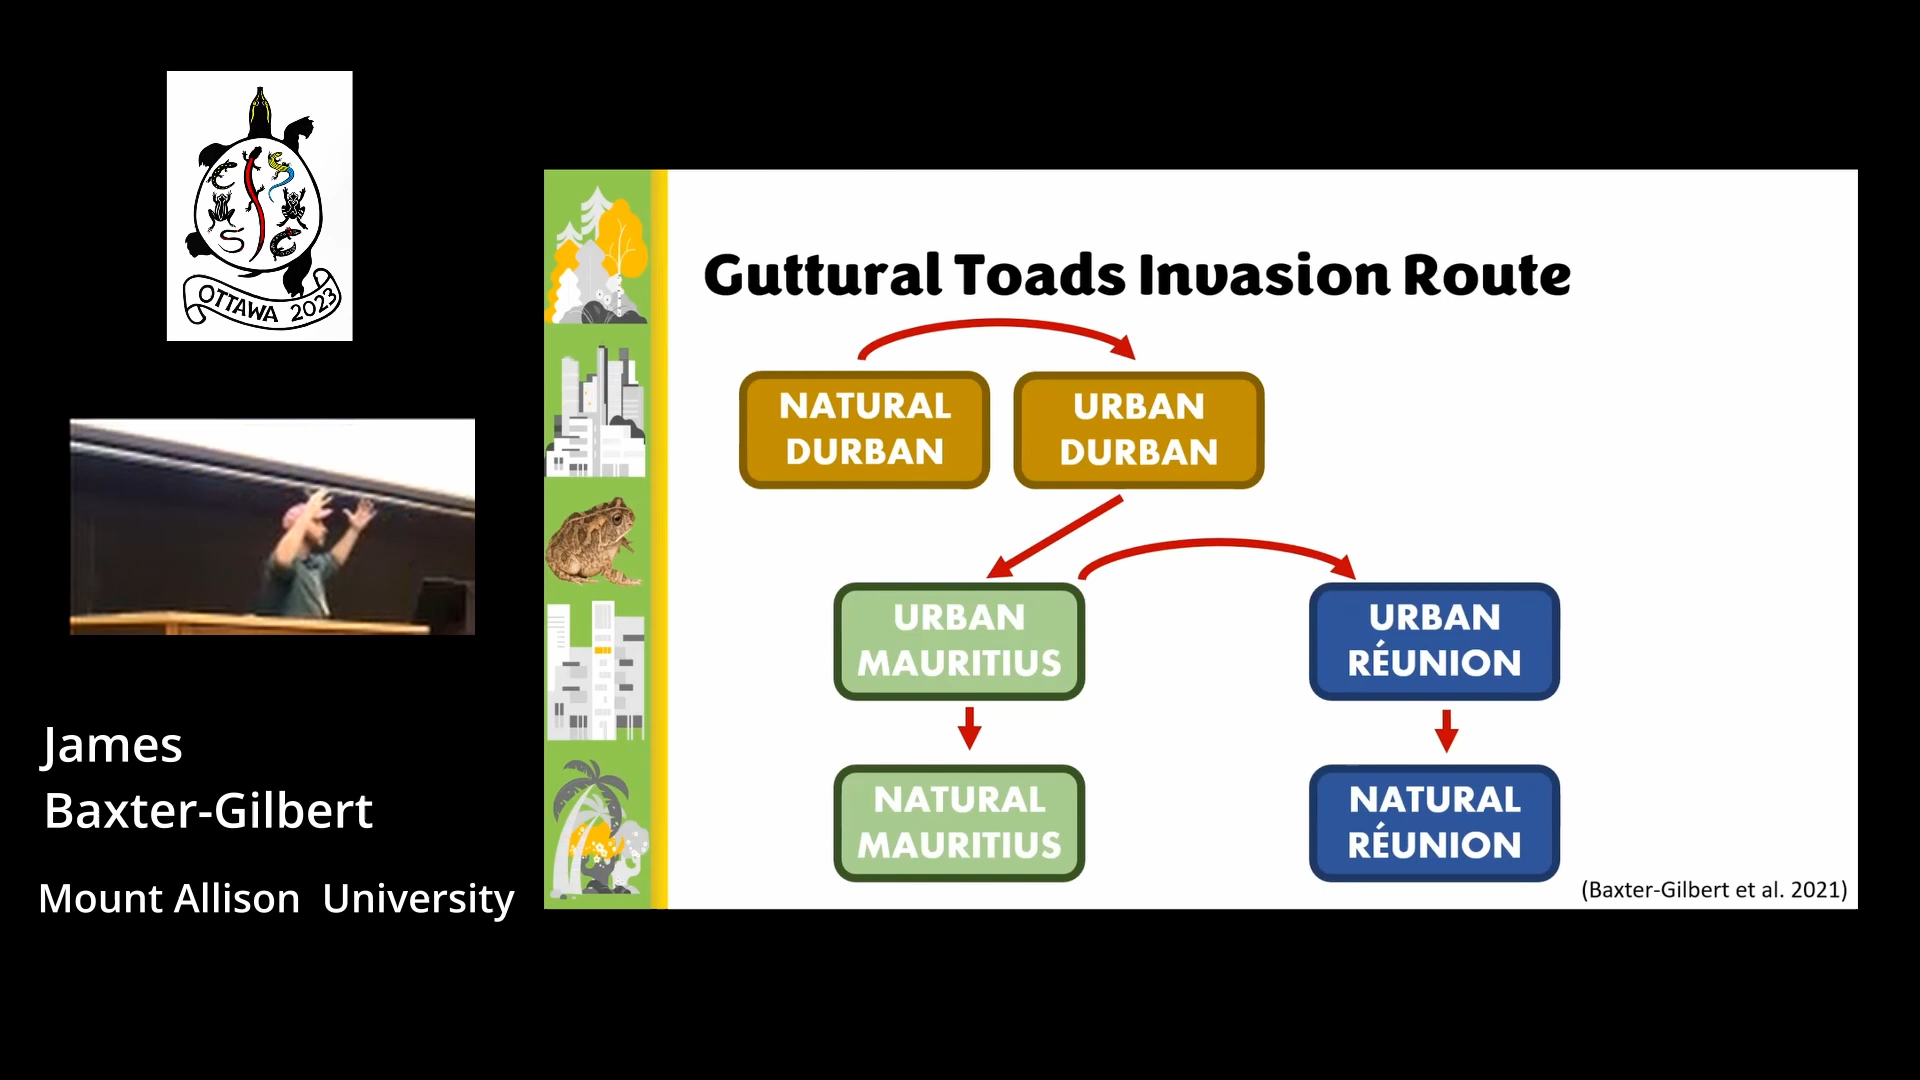 OTTAWA 2023
James
Baxter-Gilbert
Mount Allison University
Guttural Toads Invasion Route
NATURAL
DURBAN
URBAN
DURBAN
URBAN
MAURITIUS
URBAN
RÉUNION
NATURAL
MAURITIUS
NATURAL
RÉUNION
(Baxter-Gilbert et al. 2021)